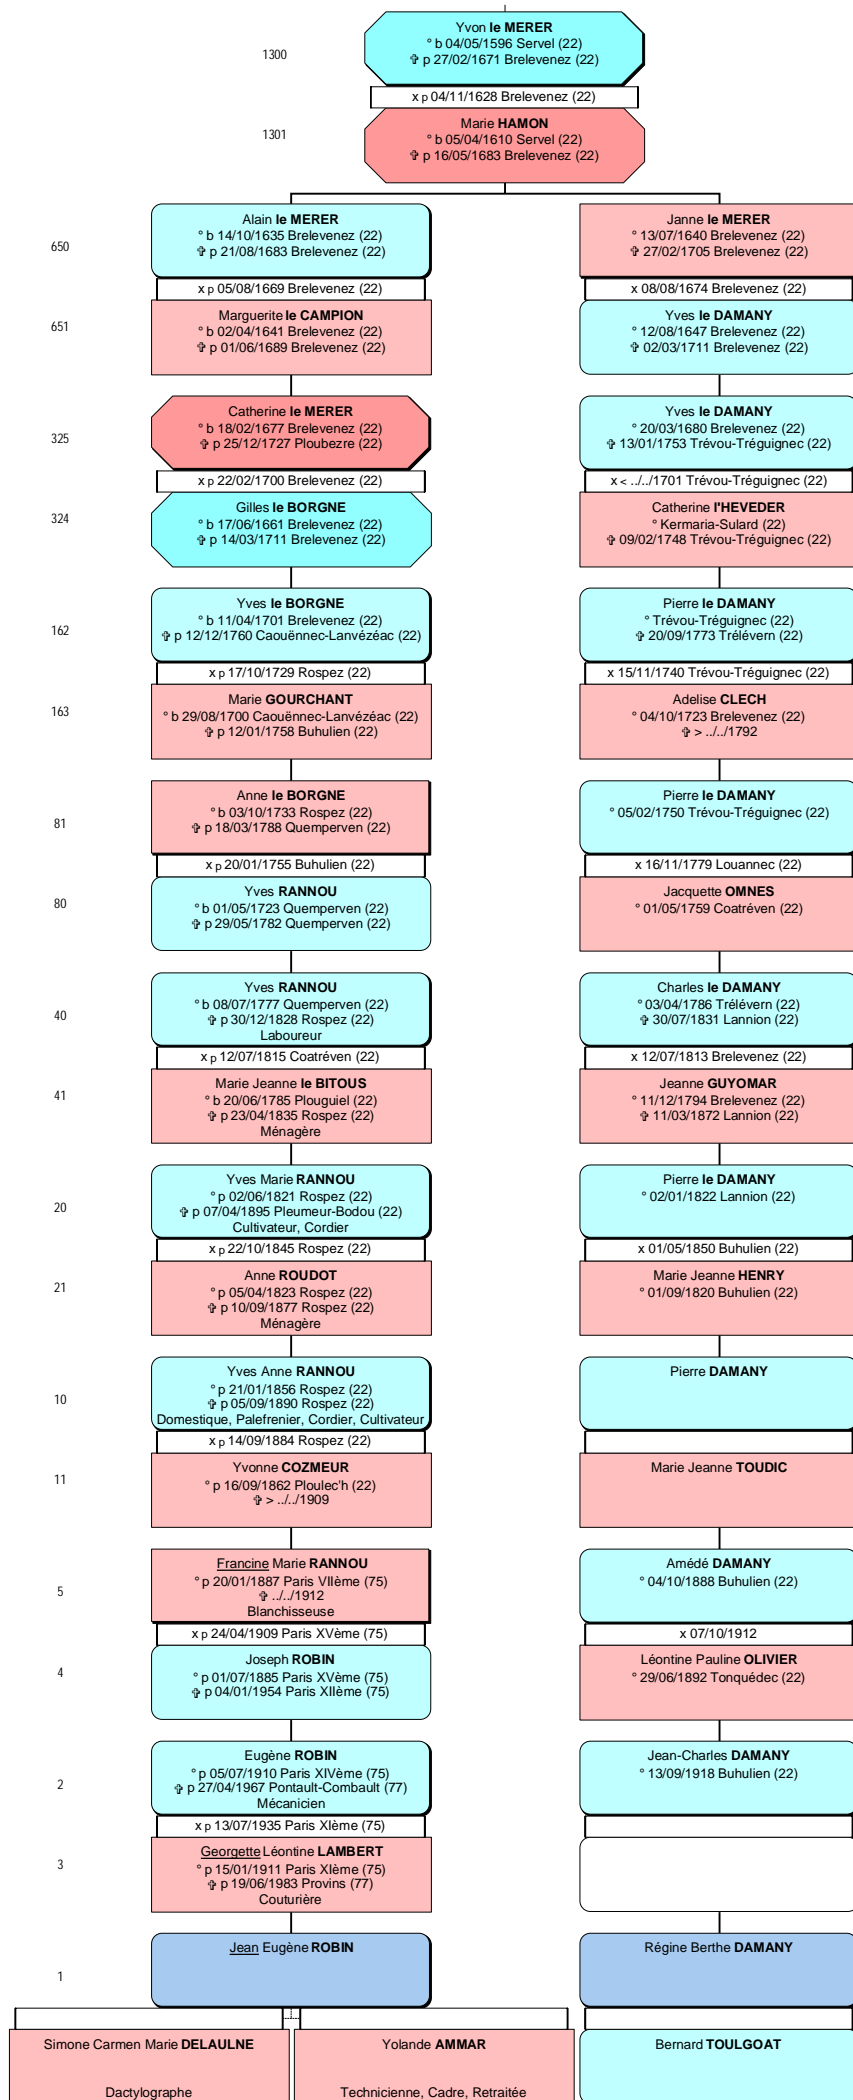 Yvon le MERER
° b 04/05/1596 Servel (22)
✞ p 27/02/1671 Brelevenez (22)
1300
x p 04/11/1628 Brelevenez (22)
Marie HAMON
° b 05/04/1610 Servel (22)
✞ p 16/05/1683 Brelevenez (22)
1301
Alain le MERER
° b 14/10/1635 Brelevenez (22)
✞ p 21/08/1683 Brelevenez (22)
Janne le MERER
° 13/07/1640 Brelevenez (22)
✞ 27/02/1705 Brelevenez (22)
650
x p 05/08/1669 Brelevenez (22)
x 08/08/1674 Brelevenez (22)
Marguerite le CAMPION
° b 02/04/1641 Brelevenez (22)
✞ p 01/06/1689 Brelevenez (22)
Yves le DAMANY
° 12/08/1647 Brelevenez (22)
✞ 02/03/1711 Brelevenez (22)
651
Catherine le MERER
° b 18/02/1677 Brelevenez (22)
✞ p 25/12/1727 Ploubezre (22)
Yves le DAMANY
° 20/03/1680 Brelevenez (22)
✞ 13/01/1753 Trévou-Tréguignec (22)
325
x p 22/02/1700 Brelevenez (22)
x < ../../1701 Trévou-Tréguignec (22)
Gilles le BORGNE
° b 17/06/1661 Brelevenez (22)
✞ p 14/03/1711 Brelevenez (22)
Catherine l'HEVEDER
° Kermaria-Sulard (22)
✞ 09/02/1748 Trévou-Tréguignec (22)
324
Yves le BORGNE
° b 11/04/1701 Brelevenez (22)
✞ p 12/12/1760 Caouënnec-Lanvézéac (22)
Pierre le DAMANY
° Trévou-Tréguignec (22)
✞ 20/09/1773 Trélévern (22)
162
x p 17/10/1729 Rospez (22)
x 15/11/1740 Trévou-Tréguignec (22)
Marie GOURCHANT
° b 29/08/1700 Caouënnec-Lanvézéac (22)
✞ p 12/01/1758 Buhulien (22)
Adelise CLECH
° 04/10/1723 Brelevenez (22)
✞ > ../../1792
163
Anne le BORGNE
° b 03/10/1733 Rospez (22)
✞ p 18/03/1788 Quemperven (22)
Pierre le DAMANY
° 05/02/1750 Trévou-Tréguignec (22)
81
x p 20/01/1755 Buhulien (22)
x 16/11/1779 Louannec (22)
Yves RANNOU
° b 01/05/1723 Quemperven (22)
✞ p 29/05/1782 Quemperven (22)
Jacquette OMNES
° 01/05/1759 Coatréven (22)
80
Yves RANNOU
° b 08/07/1777 Quemperven (22)
✞ p 30/12/1828 Rospez (22)
Laboureur
Charles le DAMANY
° 03/04/1786 Trélévern (22)
✞ 30/07/1831 Lannion (22)
40
x p 12/07/1815 Coatréven (22)
x 12/07/1813 Brelevenez (22)
Marie Jeanne le BITOUS
° b 20/06/1785 Plouguiel (22)
✞ p 23/04/1835 Rospez (22)
Ménagère
Jeanne GUYOMAR
° 11/12/1794 Brelevenez (22)
✞ 11/03/1872 Lannion (22)
41
Yves Marie RANNOU
° p 02/06/1821 Rospez (22)
✞ p 07/04/1895 Pleumeur-Bodou (22)
Cultivateur, Cordier
Pierre le DAMANY
° 02/01/1822 Lannion (22)
20
x p 22/10/1845 Rospez (22)
x 01/05/1850 Buhulien (22)
Anne ROUDOT
° p 05/04/1823 Rospez (22)
✞ p 10/09/1877 Rospez (22)
Ménagère
Marie Jeanne HENRY
° 01/09/1820 Buhulien (22)
21
Yves Anne RANNOU
° p 21/01/1856 Rospez (22)
✞ p 05/09/1890 Rospez (22)
Domestique, Palefrenier, Cordier, Cultivateur
Pierre DAMANY
10
x p 14/09/1884 Rospez (22)
Yvonne COZMEUR
° p 16/09/1862 Ploulec'h (22)
✞ > ../../1909
Marie Jeanne TOUDIC
11
Francine Marie RANNOU
° p 20/01/1887 Paris VIIème (75)
✞ ../../1912
Blanchisseuse
Amédé DAMANY
° 04/10/1888 Buhulien (22)
5
x p 24/04/1909 Paris XVème (75)
x 07/10/1912
Joseph ROBIN
° p 01/07/1885 Paris XVème (75)
✞ p 04/01/1954 Paris XIIème (75)
Léontine Pauline OLIVIER
° 29/06/1892 Tonquédec (22)
4
Eugène ROBIN
° p 05/07/1910 Paris XIVème (75)
✞ p 27/04/1967 Pontault-Combault (77)
Mécanicien
Jean-Charles DAMANY
° 13/09/1918 Buhulien (22)
2
x p 13/07/1935 Paris XIème (75)
Georgette Léontine LAMBERT
° p 15/01/1911 Paris XIème (75)
✞ p 19/06/1983 Provins (77)
Couturière
3
Jean Eugène ROBIN
Régine Berthe DAMANY
1
Simone Carmen Marie DELAULNE
Dactylographe
Yolande AMMAR
Technicienne, Cadre, Retraitée
Bernard TOULGOAT